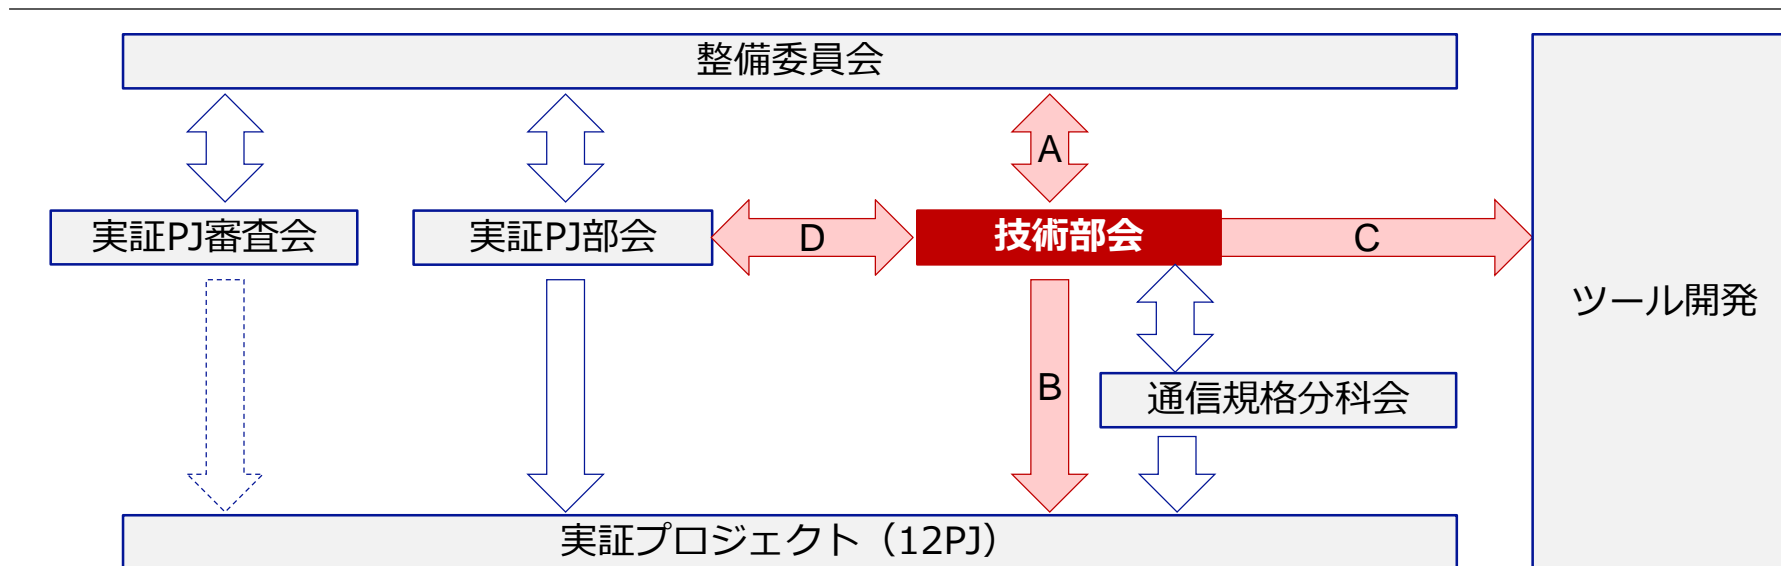 整備委員会
A
実証PJ審査会
実証PJ部会
D
技術部会
C
ツール開発
B
通信規格分科会
実証プロジェクト（12PJ）